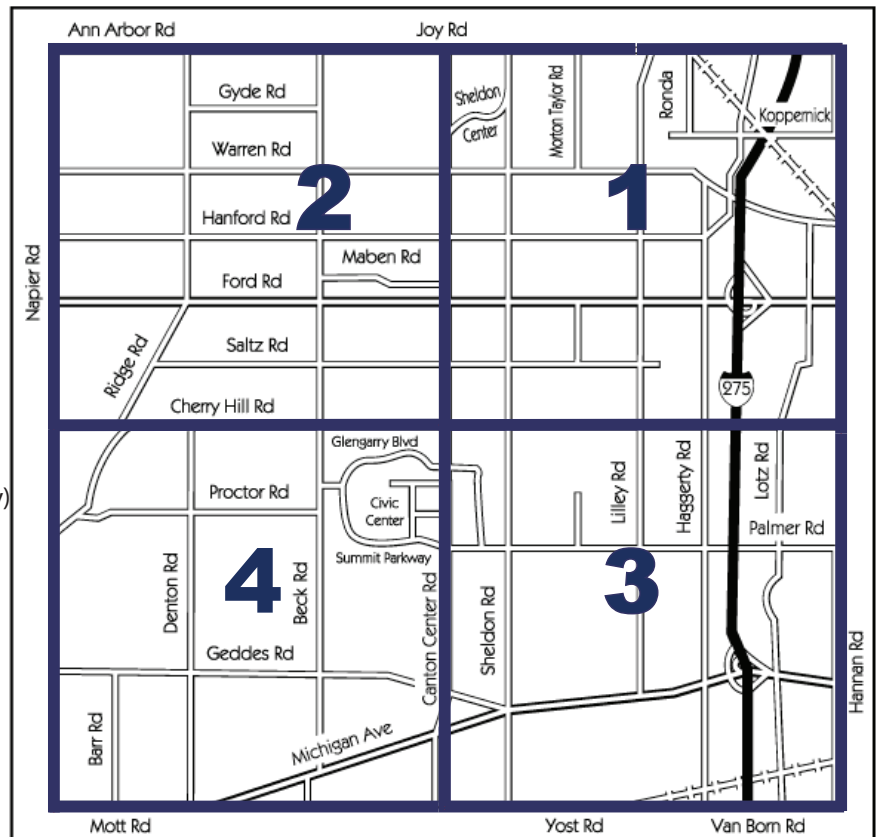 Ann Arbor Rd
Joy Rd
Gyde Rd
Sheldon
Center
Morton Taylor Rd
Ronda
Koppernick
Warren Rd
2
1
Hanford Rd
Maben Rd
Napier Rd
Ford Rd
Ridge Rd
Saltz Rd
275
Cherry Hill Rd
Glengarry Blvd
Lilley Rd
Haggerty Rd
Lotz Rd
Proctor Rd
Civic
Center
)
Palmer Rd
Summit Parkway
Denton Rd
4
Beck Rd
3
Canton Center Rd
Sheldon Rd
Geddes Rd
Hannan Rd
Barr Rd
Michigan Ave
Mott Rd
Yost Rd
Van Born Rd